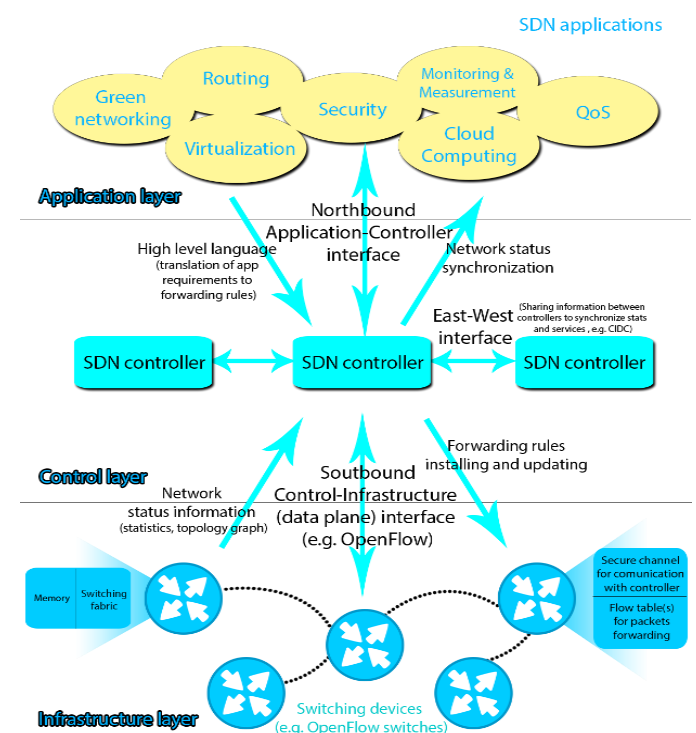 SDN applications
Routing
Monitoring &
Measurement
Green
networking
Security
QoS
Virtualization
Cloud
Computing
Application layer
Northbound
Application-Controller
interface
High level language
(translation of app
requirements to
forwarding rules)
Network status
synchronization
East-West
interface
(Sharing information between
controllers to synchronize stats
and services , e.g. CIDC)
SDN controller
SDN controller
SDN controller
Control layer
Network
status information
(statistics, topology graph)
Soutbound
Control-Infrastructure
(data plane) interface
(e.g. OpenFlow)
Forwarding rules
installing and updating
Memory
Switching
fabric
Secure channel
for comunication
with controller
Flow table(s)
for packets
forwarding
Switching devices
(e.g. OpenFlow switches)
Infrastructure layer